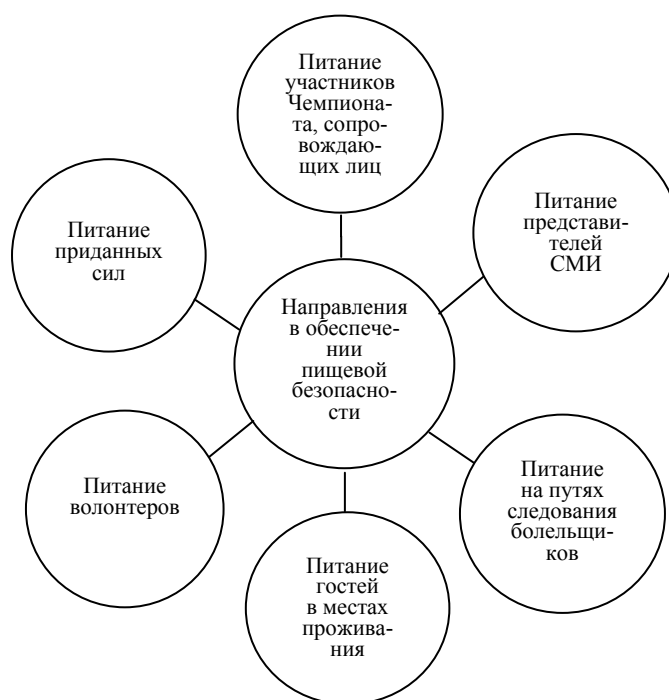 Питание
участников
Чемпиона-
та, сопро-
вождаю-
щих лиц
Питание
приданных
сил
Питание
представи-
телей
СМИ
Направления
в обеспече-
нии
пищевой
безопасно-
сти
Питание
волонтеров
Питание
на путях
следования
болельщи-
ков
Питание
гостей
в местах
прожива-
ния